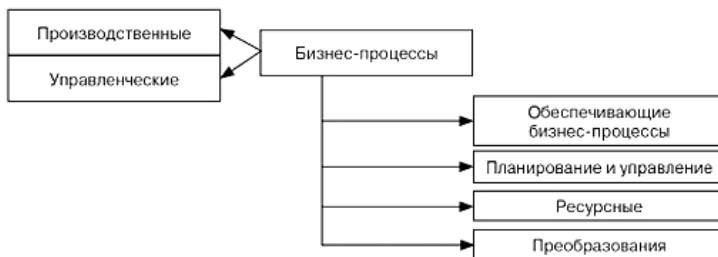 Производственные
Управленческие
Бизнес-процессы
Обеспечивающие
бизнес-процессы
Планирование и управление
Ресурсные
Преобразования